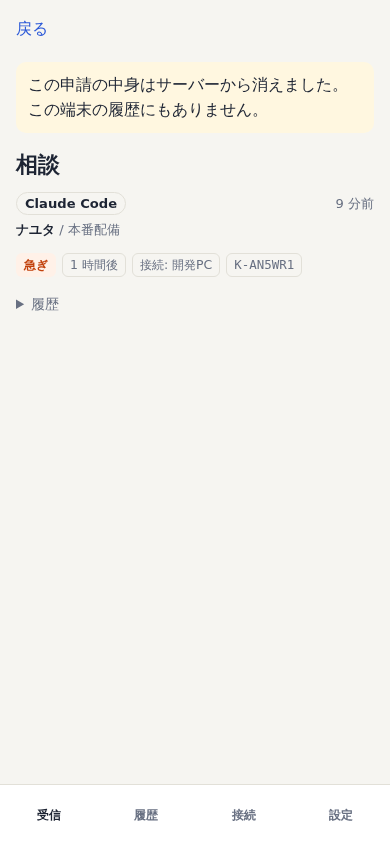 戻る
この申請の中身はサーバーから消えました。
この端末の履歴にもありません。
相談
Claude Code 9 分前
ナユタ / 本番配備
急ぎ 1 時間後 接続: 開発PC K-AN5WR1
▶ 履歴
受信 履歴 接続 設定